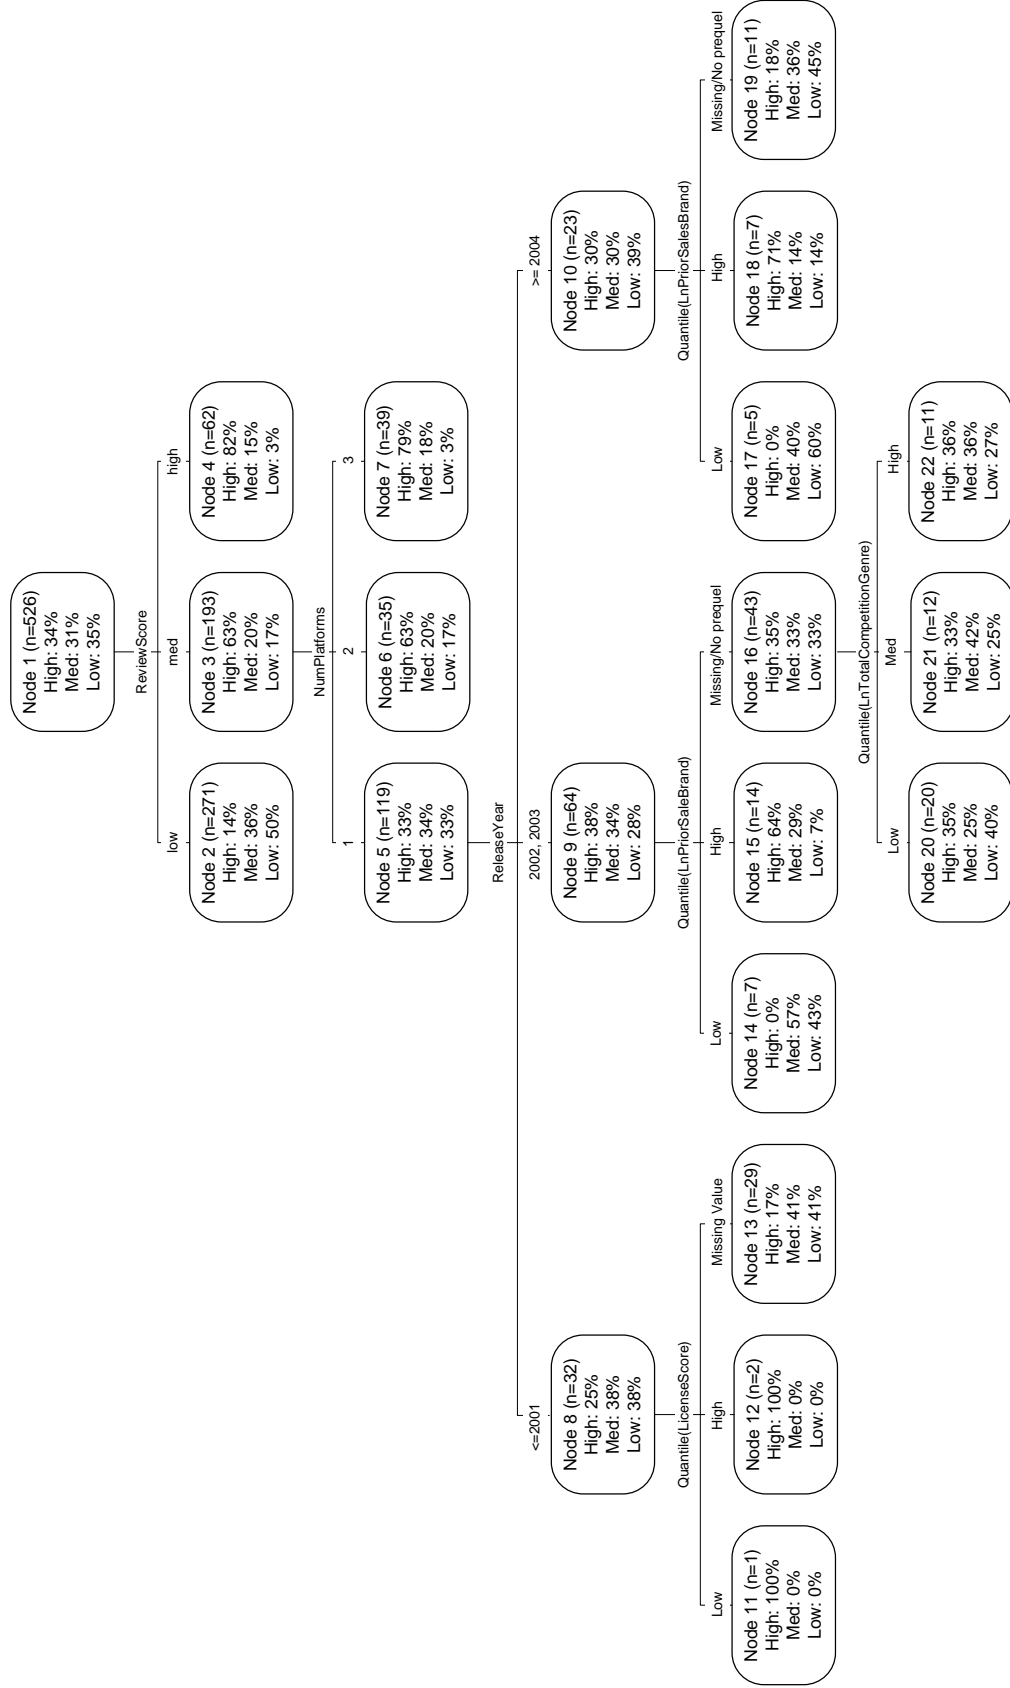 Node 1 (n=526)
High: 34%
Med: 31%
Low: 35%
ReviewScore
low
med
high
Node 2 (n=271)
High: 14%
Med: 36%
Low: 50%
Node 3 (n=193)
High: 63%
Med: 20%
Low: 17%
Node 4 (n=62)
High: 82%
Med: 15%
Low: 3%
NumPlatforms
1
2
3
Node 5 (n=119)
High: 33%
Med: 34%
Low: 33%
Node 6 (n=35)
High: 63%
Med: 20%
Low: 17%
Node 7 (n=39)
High: 79%
Med: 18%
Low: 3%
ReleaseYear
<=2001
2002, 2003
>= 2004
Node 8 (n=32)
High: 25%
Med: 38%
Low: 38%
Node 9 (n=64)
High: 38%
Med: 34%
Low: 28%
Node 10 (n=23)
High: 30%
Med: 30%
Low: 39%
Quantile(LicenseScore)
Low
High
Missing Value
Quantile(LnPriorSaleBrand)
Low
High
Missing/No prequel
Quantile(LnPriorSalesBrand)
Low
High
Missing/No prequel
Node 11 (n=1)
High: 100%
Med: 0%
Low: 0%
Node 12 (n=2)
High: 100%
Med: 0%
Low: 0%
Node 13 (n=29)
High: 17%
Med: 41%
Low: 41%
Node 14 (n=7)
High: 0%
Med: 57%
Low: 43%
Node 15 (n=14)
High: 64%
Med: 29%
Low: 7%
Node 16 (n=43)
High: 35%
Med: 33%
Low: 33%
Node 17 (n=5)
High: 0%
Med: 40%
Low: 60%
Node 18 (n=7)
High: 71%
Med: 14%
Low: 14%
Node 19 (n=11)
High: 18%
Med: 36%
Low: 45%
Quantile(LnTotalCompetitionGenre)
Low
Med
High
Node 20 (n=20)
High: 35%
Med: 25%
Low: 40%
Node 21 (n=12)
High: 33%
Med: 42%
Low: 25%
Node 22 (n=11)
High: 36%
Med: 36%
Low: 27%